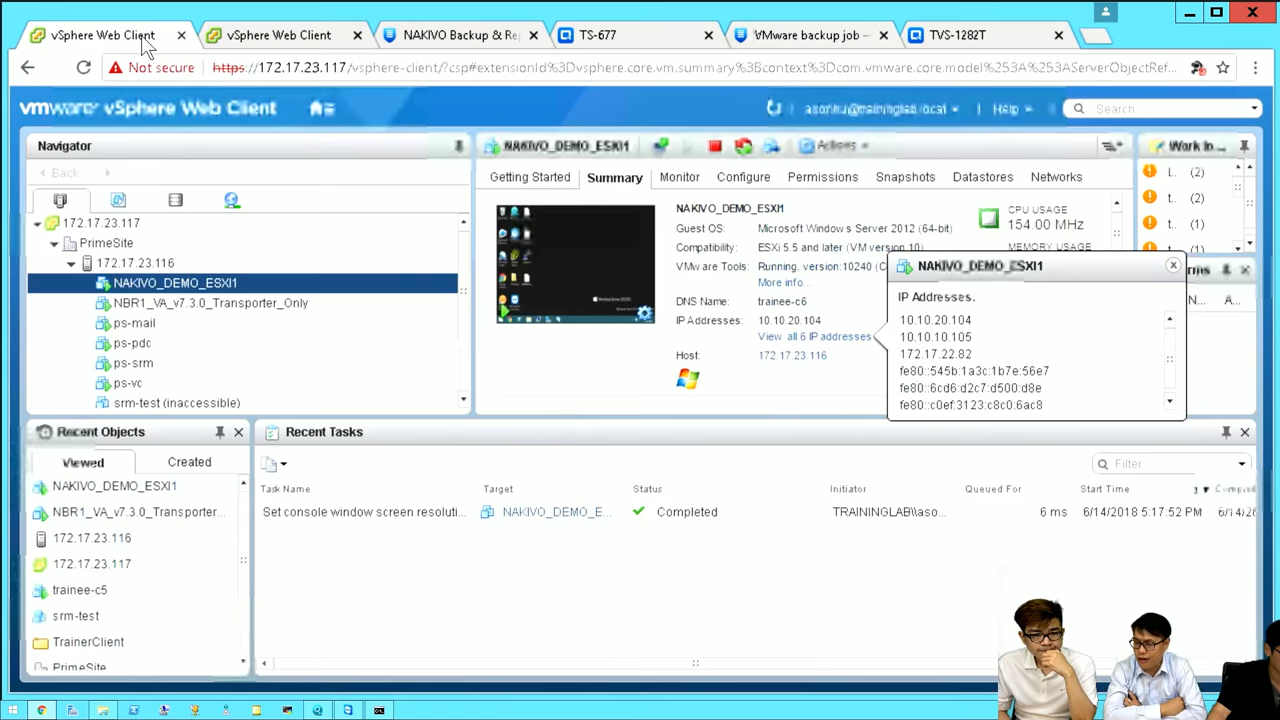 vSphere Web Client
vSphere Web Client
NAKIVO Backup & Re
TS-677
VMware backup job –
TVS-1282T
Not secure
https://172.17.23.117/vsphere-client/?csp#extensionId%3Dvsphere.core.vm.summary%3Bcontext%3Dcom.vmware.core.model%253A%253AServerObjectRef...
vmware vSphere Web Client
asonhu@traininglab.local
Help
Search
Navigator
Back
172.17.23.117
PrimeSite
172.17.23.116
NAKIVO_DEMO_ESXI1
NBR1_VA_v7.3.0_Transporter_Only
ps-mail
ps-pdc
ps-srm
ps-vc
srm-test (inaccessible)
NAKIVO_DEMO_ESXI1
Actions
Getting Started
Summary
Monitor
Configure
Permissions
Snapshots
Datastores
Networks
NAKIVO_DEMO_ESXI1
Guest OS:
Microsoft Windows Server 2012 (64-bit)
Compatibility:
ESXi 5.5 and later (VM version 10)
VMware Tools:
Running, version:10240 (C
More info...
DNS Name:
trainee-c6
IP Addresses:
10.10.20.104
View all 6 IP addresses
Host:
172.17.23.116
CPU USAGE
154.00 MHz
MEMORY USAGE
NAKIVO_DEMO_ESXI1
IP Addresses:
10.10.20.104
10.10.10.105
172.17.22.82
fe80::545b:1a3c:1b7e:56e7
fe80::6cd6:d2c7:d500:d8e
fe80::c0ef:3123:c8c0:6ac8
Work In...
I... (2)
r... (2)
r... (1)
rms
N...
A...
Recent Objects
Viewed
Created
NAKIVO_DEMO_ESXI1
NBR1_VA_v7.3.0_Transporter...
172.17.23.116
172.17.23.117
trainee-c5
srm-test
TrainerClient
PrimeSite
Recent Tasks
Filter
Task Name
Target
Status
Initiator
Queued For
Start Time
Set console window screen resoluti...
NAKIVO_DEMO_E...
Completed
TRAININGLAB\\aso...
6 ms
6/14/2018 5:17:52 PM
6/14/2